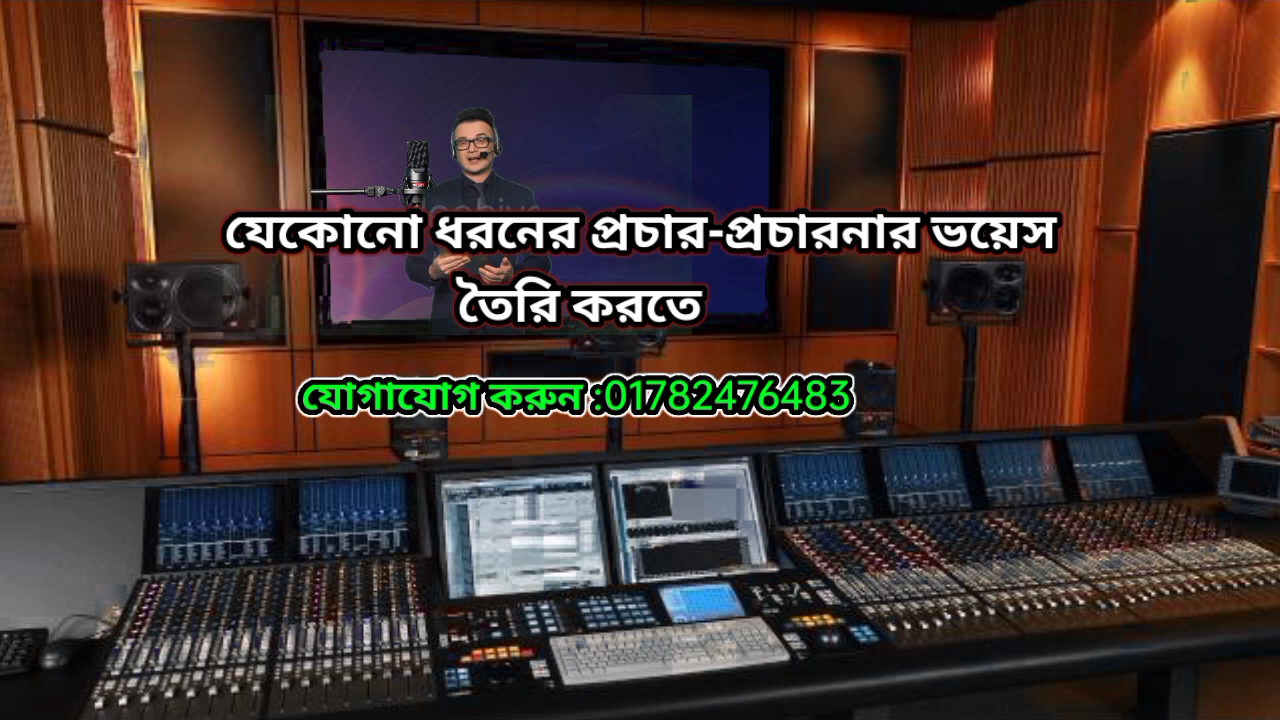 যেকোনো ধরনের প্রচার-প্রচারনার ভয়েস
তৈরি করতে
যোগাযোগ করুন :01782476483